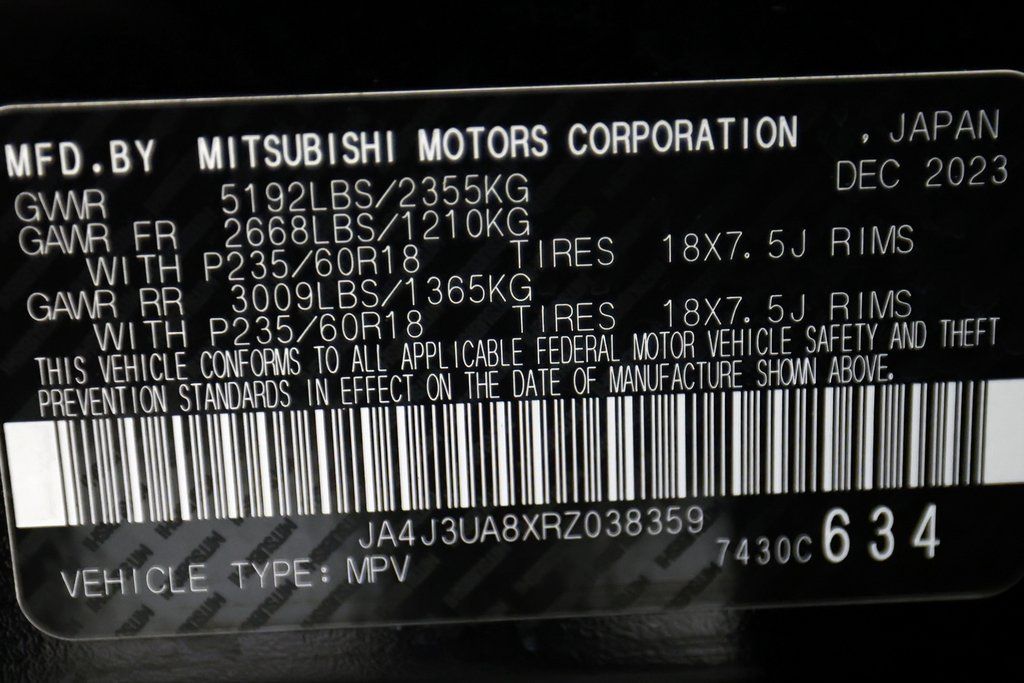 MFD.BY MITSUBISHI MOTORS CORPORATION , JAPAN
DEC 2023
GVWR 5192LBS/2355KG
GAWR FR 2668LBS/1210KG
WITH P235/60R18 TIRES 18X7.5J RIMS
GAWR RR 3009LBS/1365KG
WITH P235/60R18 TIRES 18X7.5J RIMS
THIS VEHICLE CONFORMS TO ALL APPLICABLE FEDERAL MOTOR VEHICLE SAFETY AND THEFT
PREVENTION STANDARDS IN EFFECT ON THE DATE OF MANUFACTURE SHOWN ABOVE.
JA4J3UA8XRZ038359
7430C 634
VEHICLE TYPE: MPV